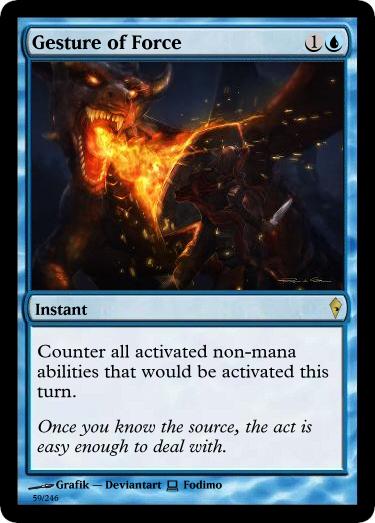 Gesture of Force 1
Instant
Counter all activated non-mana
abilities that would be activated this
turn.
Once you know the source, the act is
easy enough to deal with.
Grafik — Deviantart Fodimo
59/246